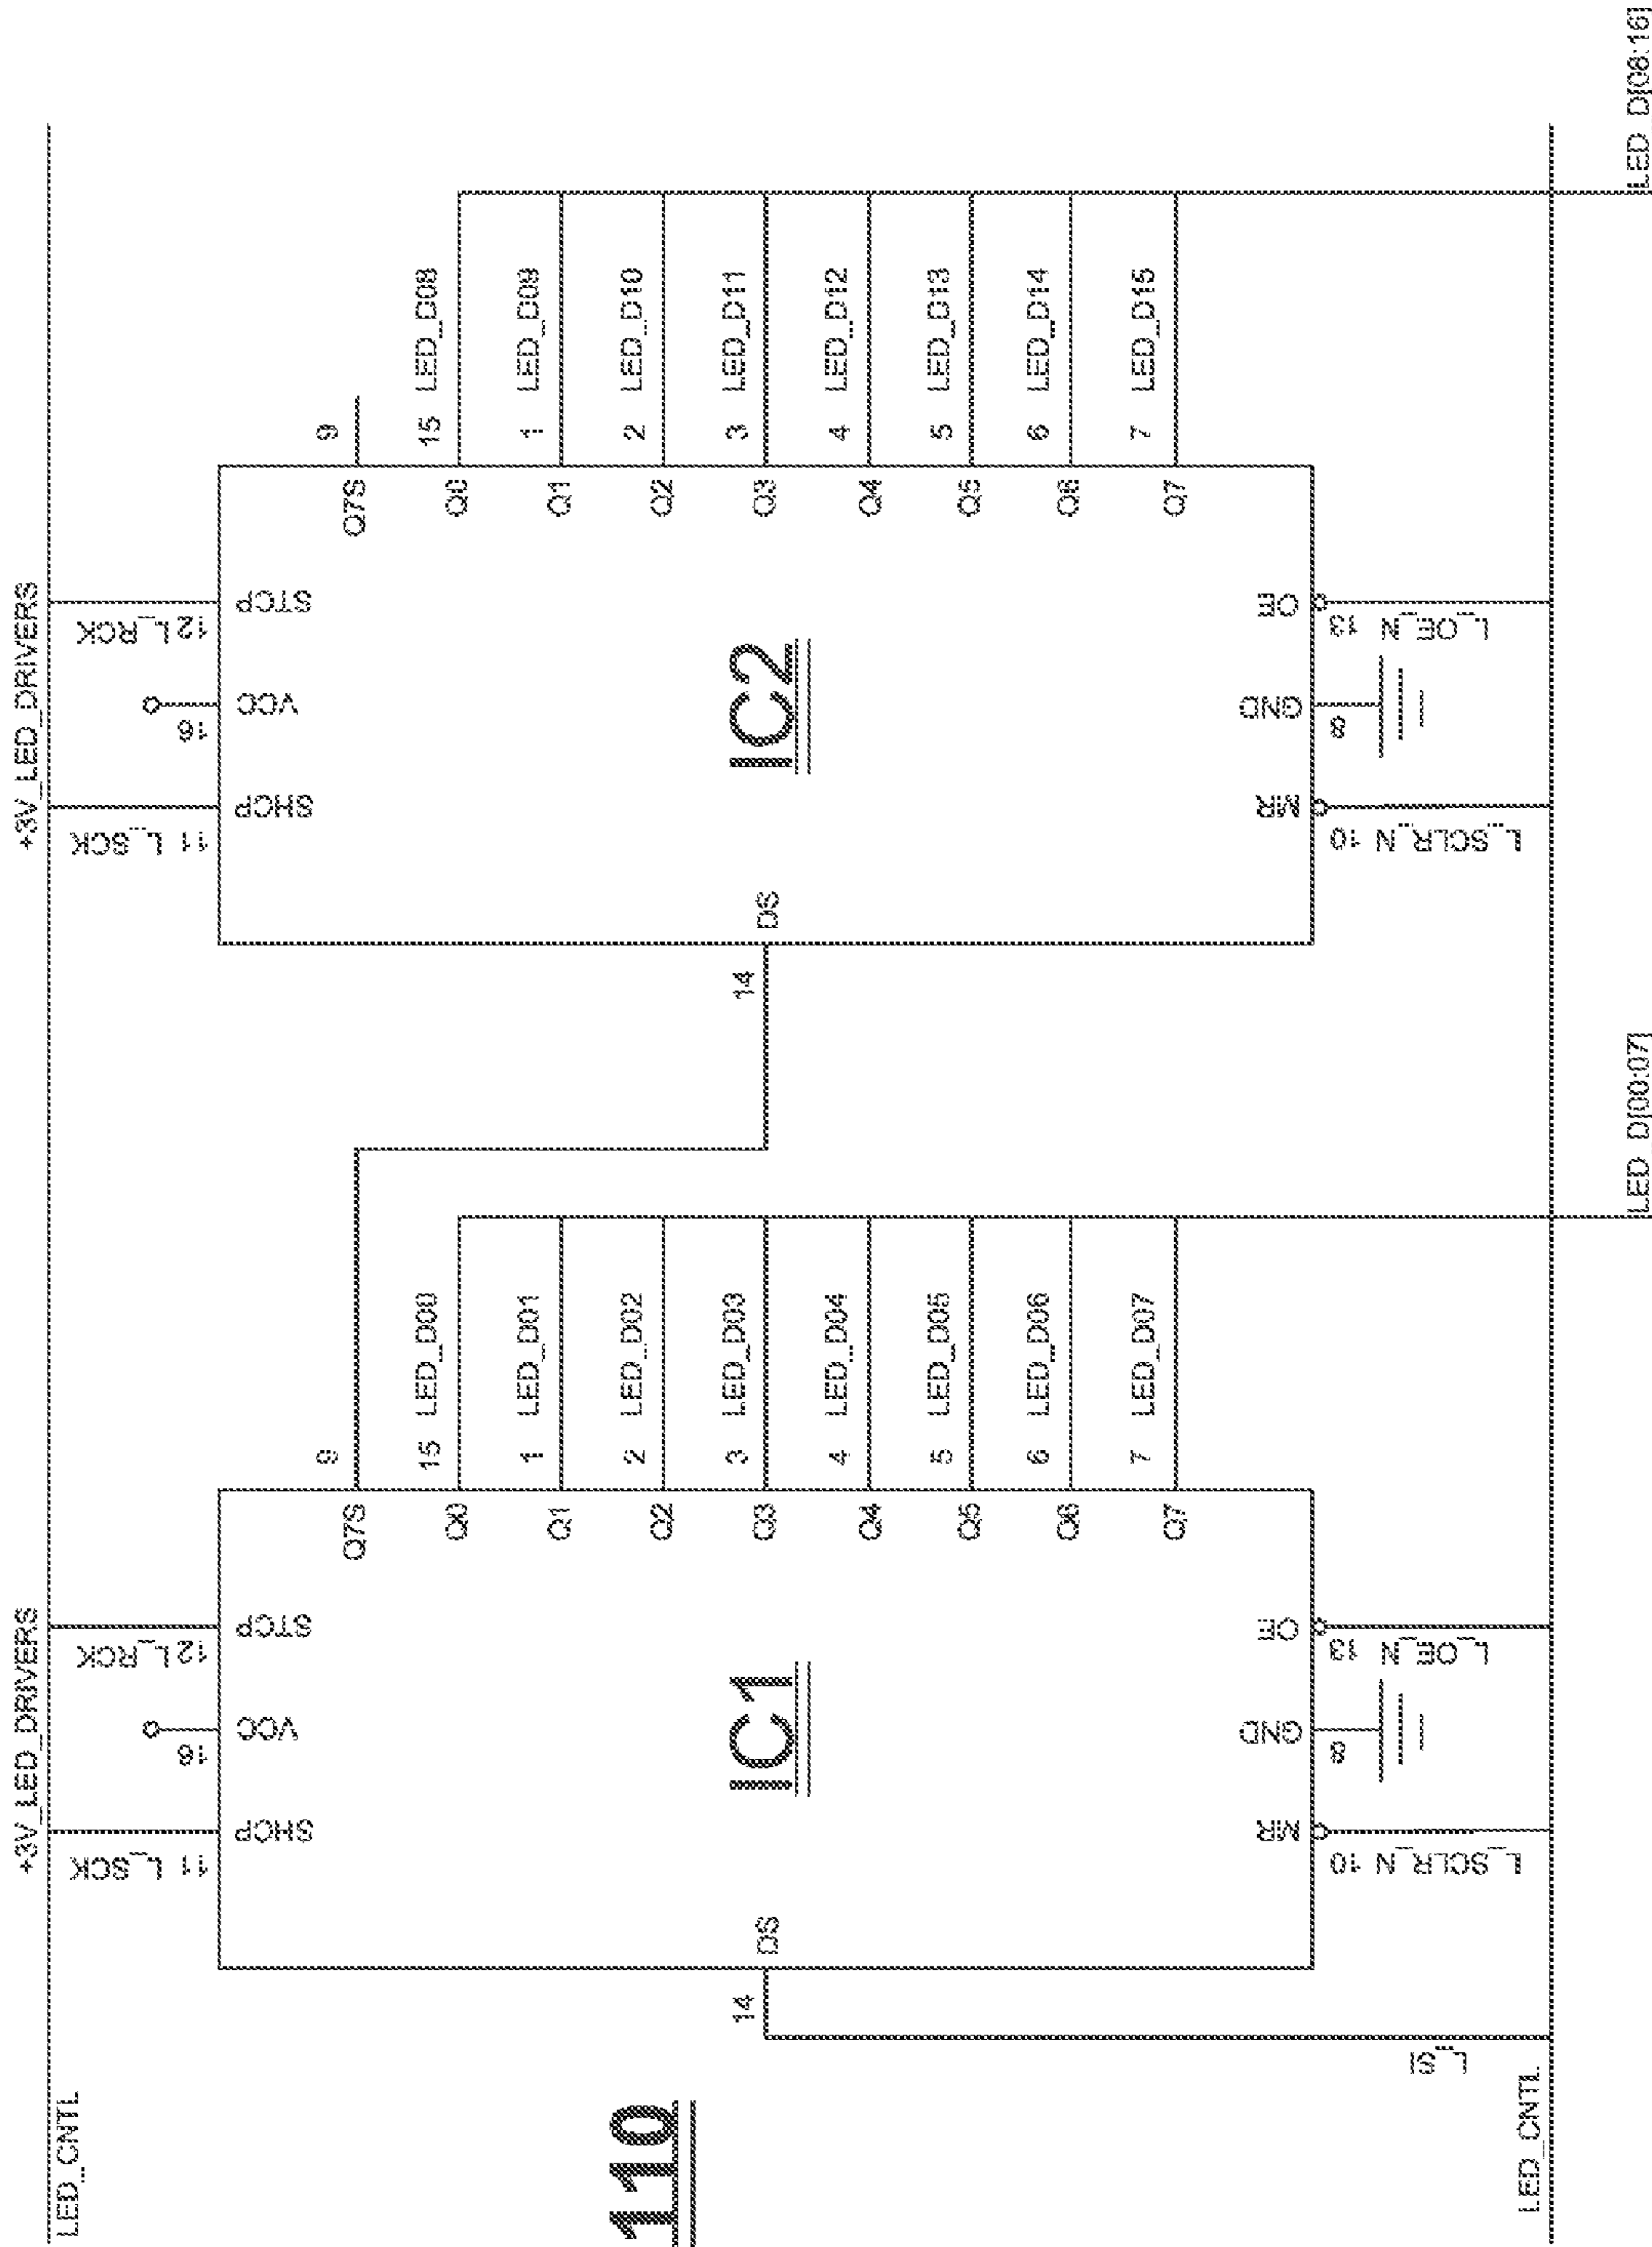 110
LED_CNTL
+3V_LED_DRIVERS
11 L_SCK
16
12 L_RCK
SHCP
VCC
STCP
Q7S
9
Q0
15 LED_D00
Q1
1 LED_D01
Q2
2 LED_D02
Q3
3 LED_D03
Q4
4 LED_D04
Q5
5 LED_D05
Q6
6 LED_D06
Q7
7 LED_D07
IC1
DS
14
L_SI
MR
GND
OE
L_SCLR_N 10
8
L_OE_N 13
LED_CNTL
LED_D[00:07]
+3V_LED_DRIVERS
11 L_SCK
16
12 L_RCK
SHCP
VCC
STCP
Q7S
9
Q0
15 LED_D08
Q1
1 LED_D09
Q2
2 LED_D10
Q3
3 LED_D11
Q4
4 LED_D12
Q5
5 LED_D13
Q6
6 LED_D14
Q7
7 LED_D15
IC2
DS
14
MR
GND
OE
L_SCLR_N 10
8
L_OE_N 13
LED_D[08:16]